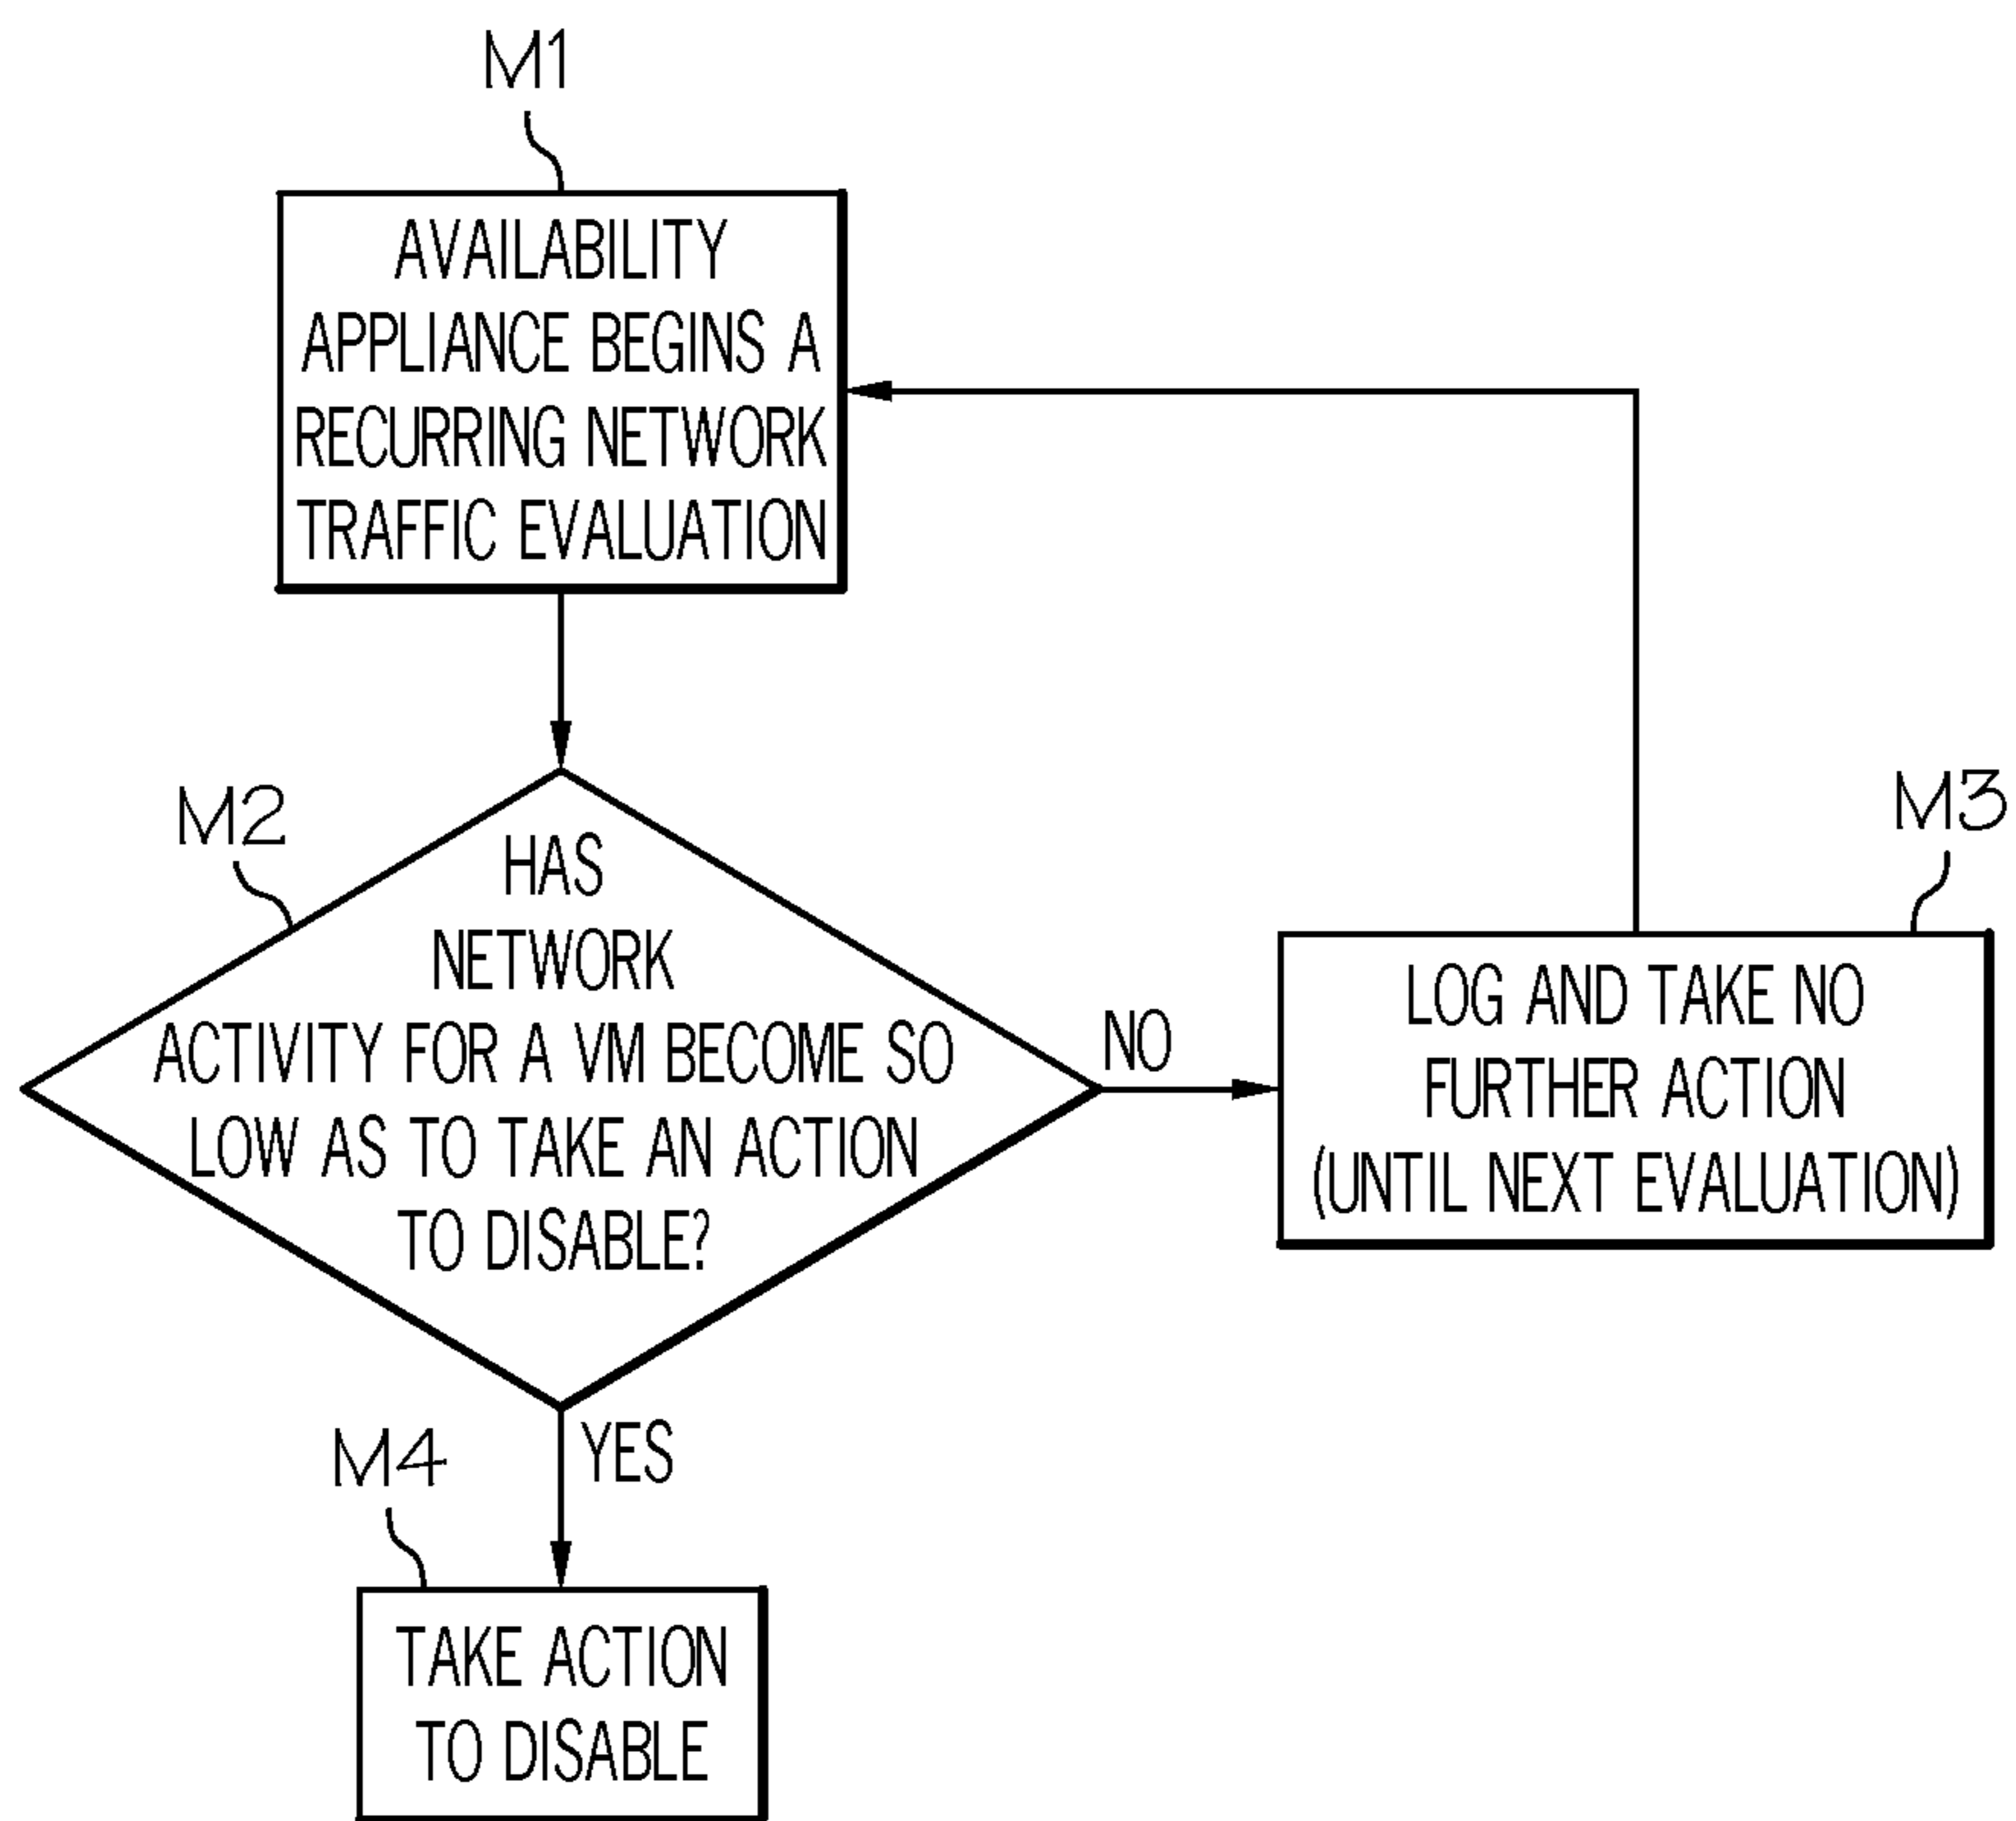 M1
AVAILABILITY
APPLIANCE BEGINS A
RECURRING NETWORK
TRAFFIC EVALUATION
M2
HAS
NETWORK
ACTIVITY FOR A VM BECOME SO
LOW AS TO TAKE AN ACTION
TO DISABLE?
NO
M3
LOG AND TAKE NO
FURTHER ACTION
(UNTIL NEXT EVALUATION)
YES
M4
TAKE ACTION
TO DISABLE